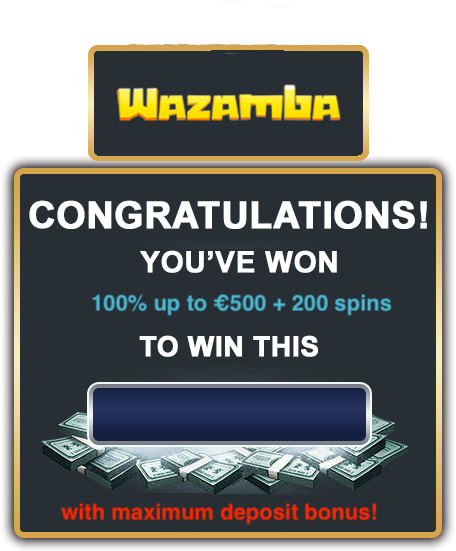 WAZAMBA
CONGRATULATIONS!
YOU'VE WON
100% up to €500 + 200 spins
TO WIN THIS
with maximum deposit bonus!